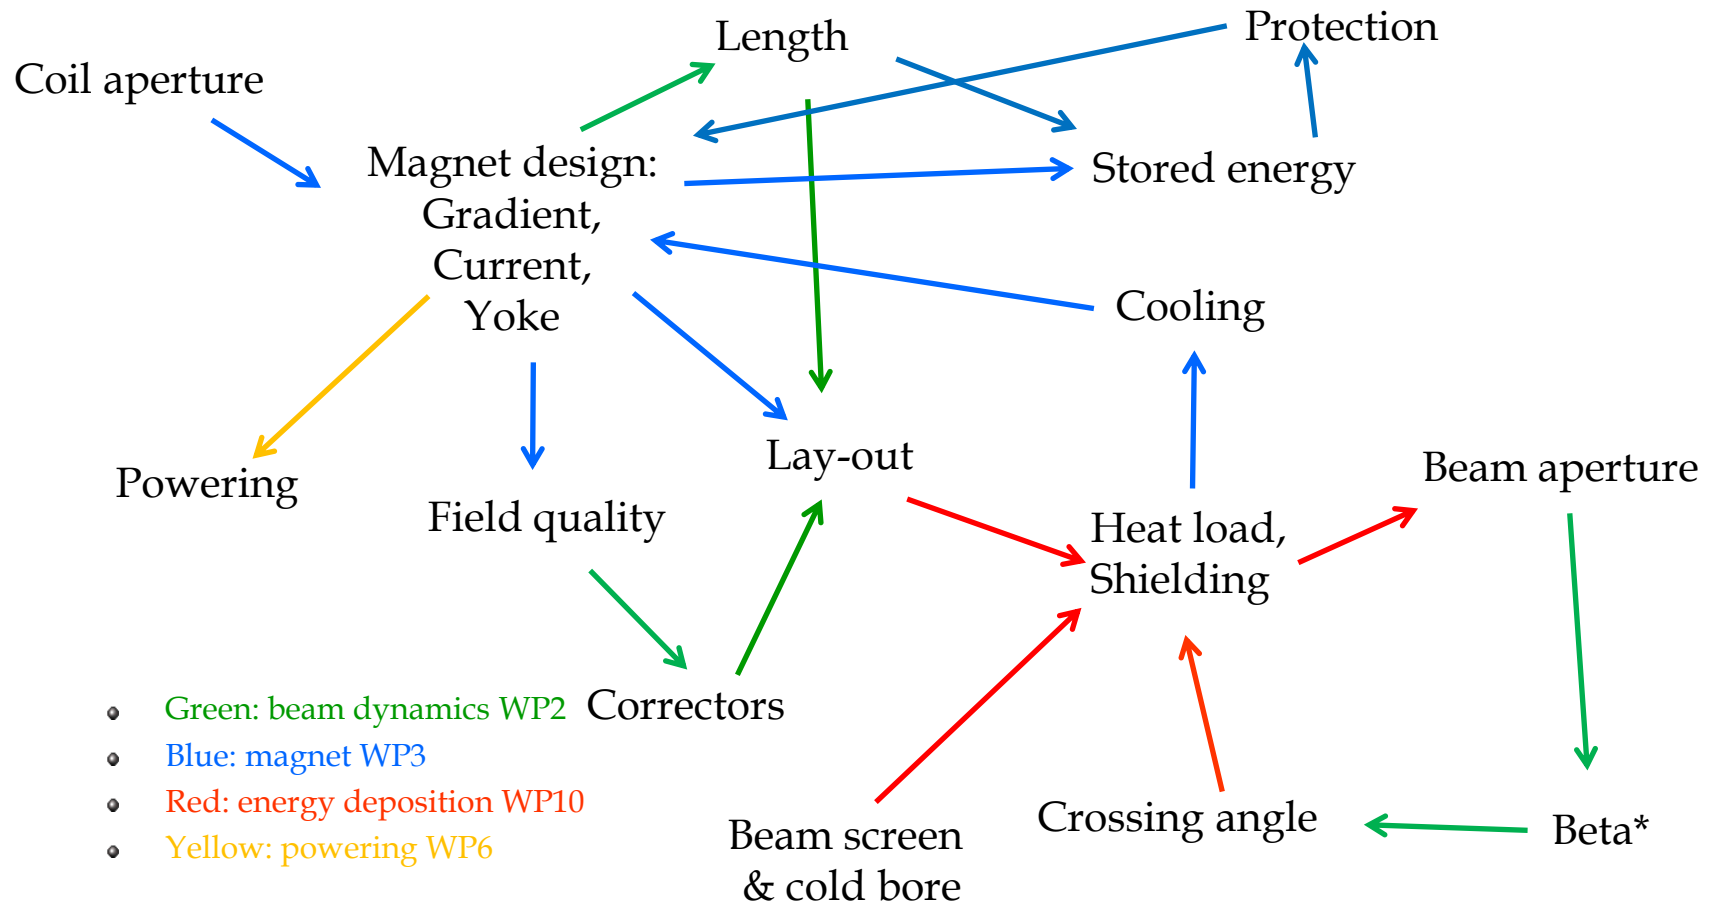 Length
Protection
Coil aperture
Magnet design:
Gradient,
Current,
Yoke
Stored energy
Cooling
Lay-out
Beam aperture
Powering
Field quality
Heat load,
Shielding
Correctors
Green: beam dynamics WP2
Blue: magnet WP3
Red: energy deposition WP10
Yellow: powering WP6
Beam screen
& cold bore
Crossing angle
Beta*